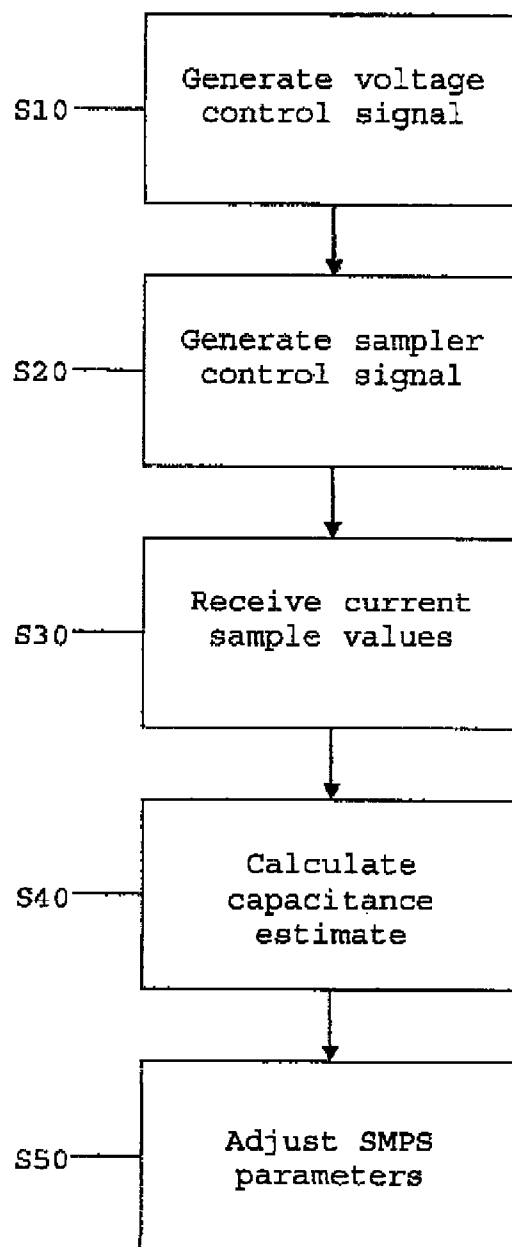 Generate voltage
S10
control signal
Generate sampler
S20
control signal
Receive current
S30
sample values
Calculate
S40
capacitance
estimate
Adjust SMPS
S50
parameters